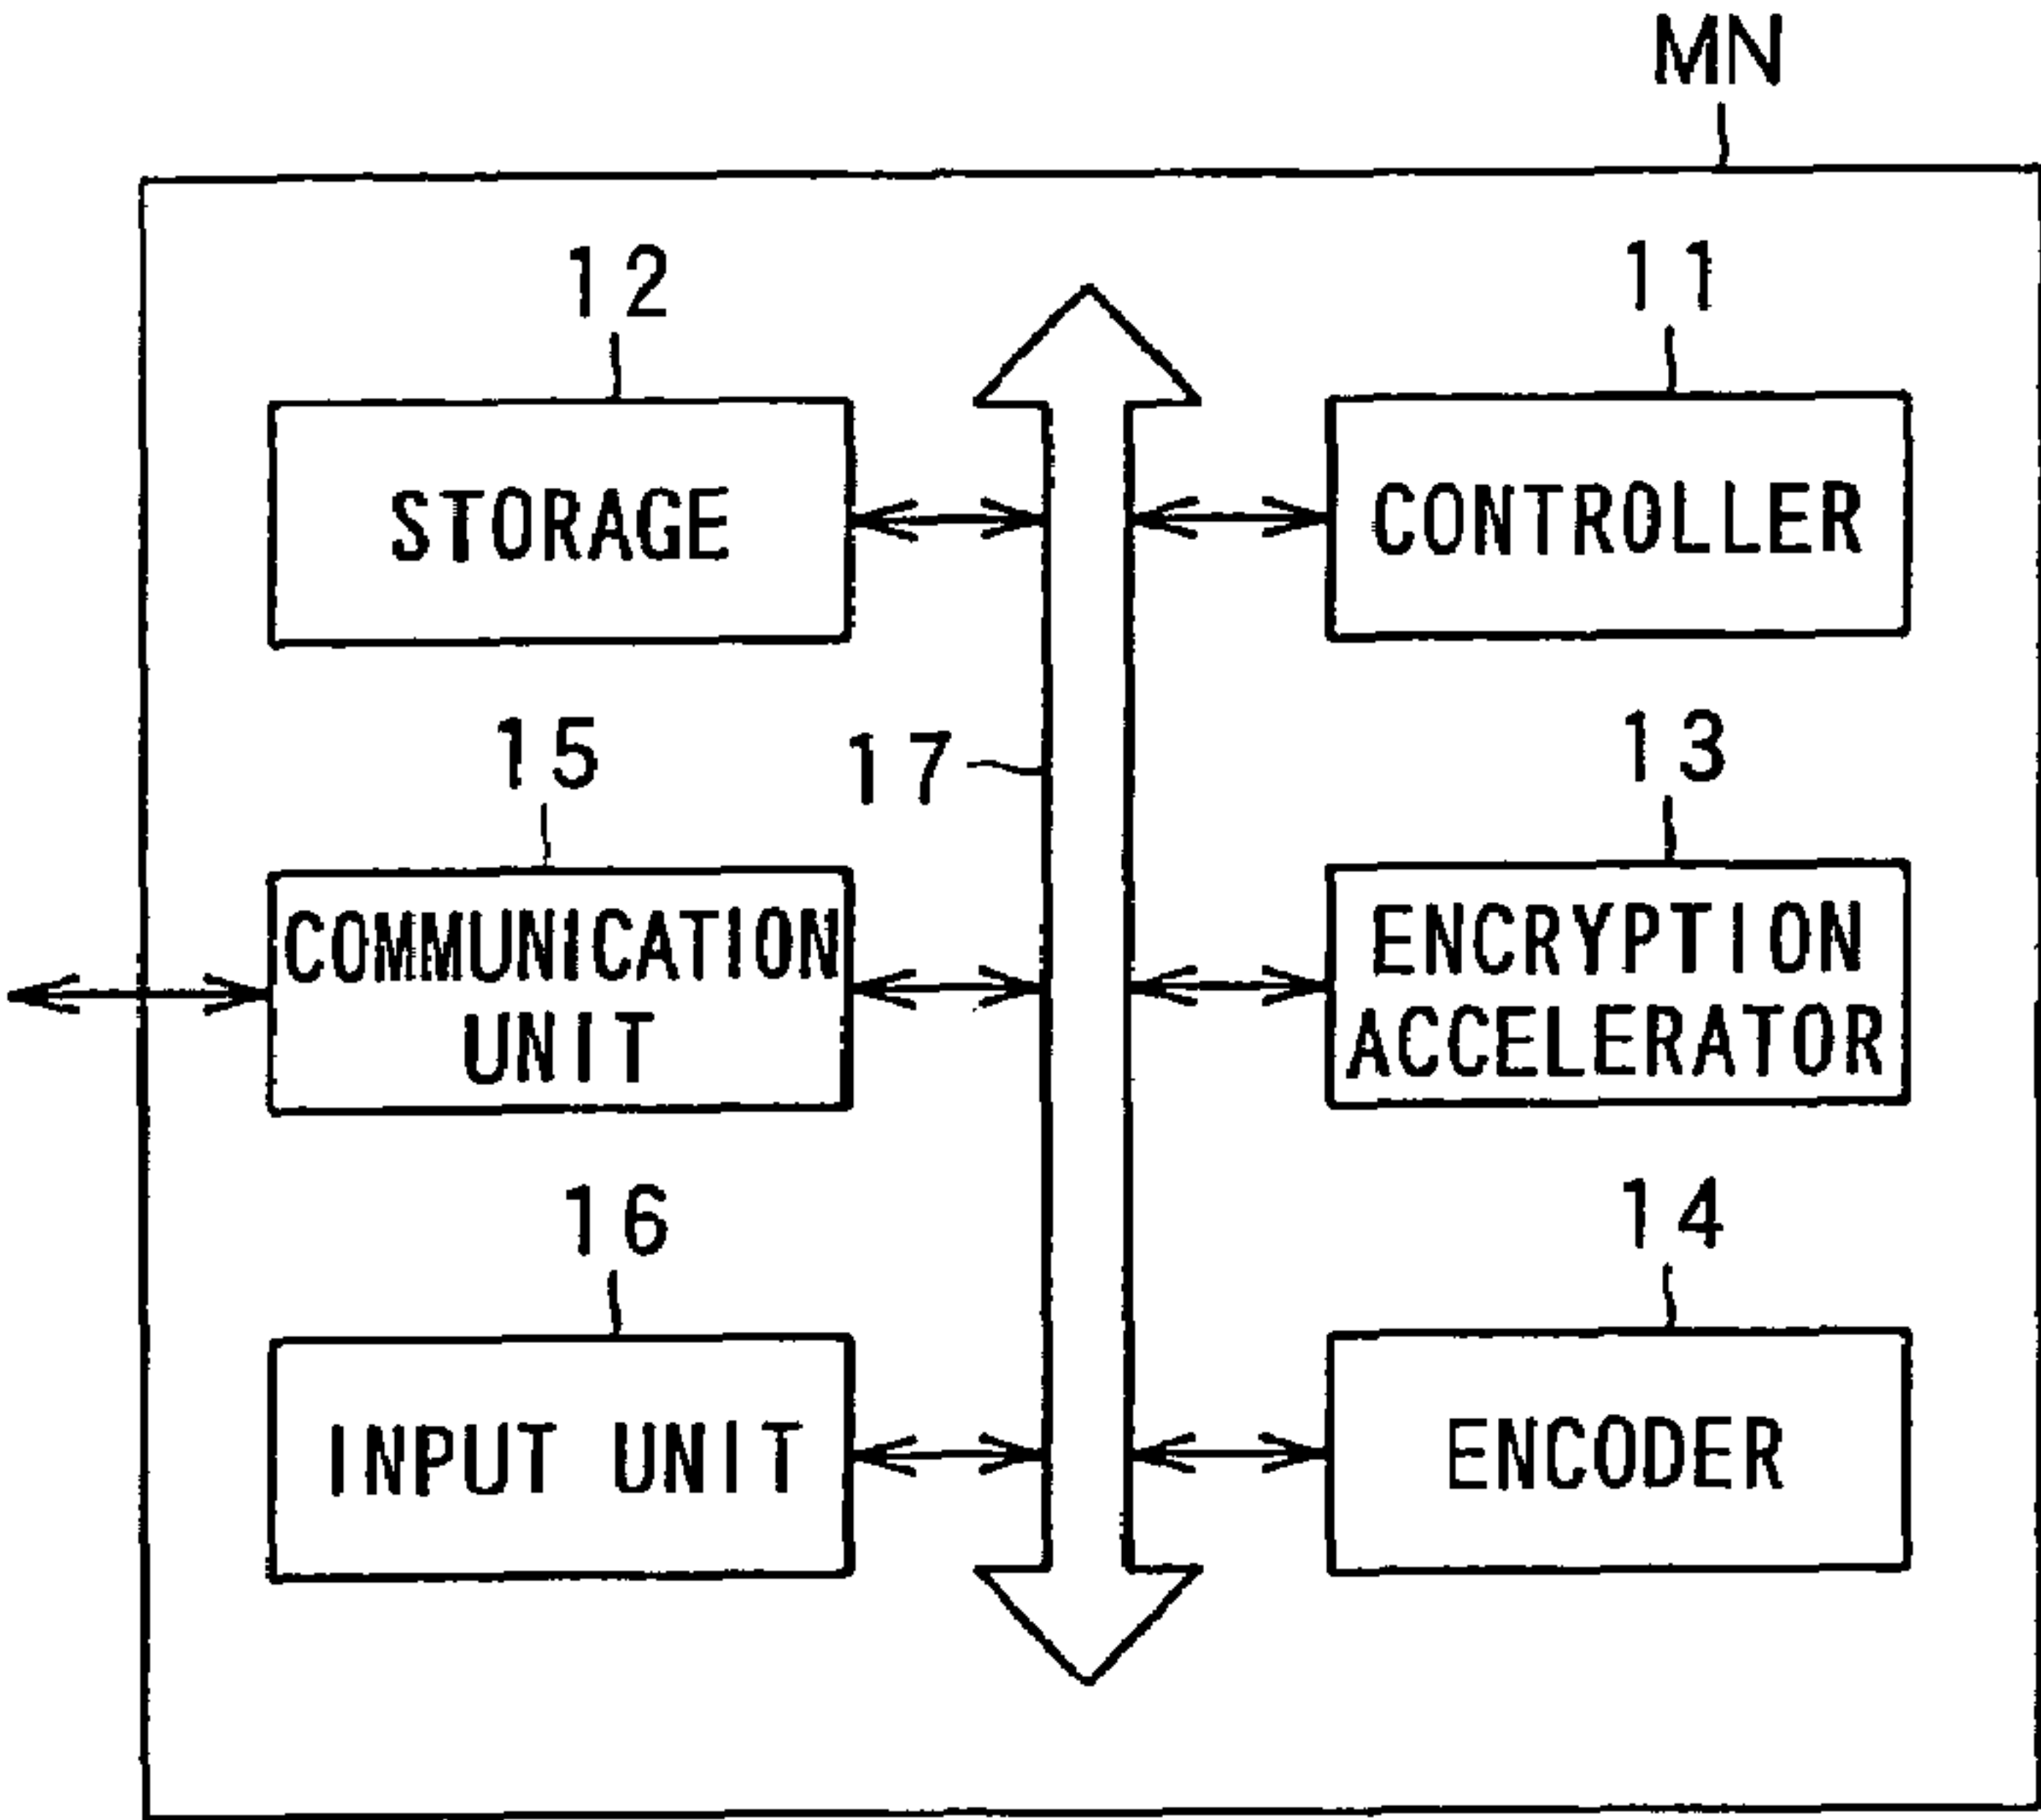 MN
12
11
STORAGE
CONTROLLER
15
17
13
COMMUNICATION
UNIT
ENCRYPTION
ACCELERATOR
16
14
INPUT UNIT
ENCODER